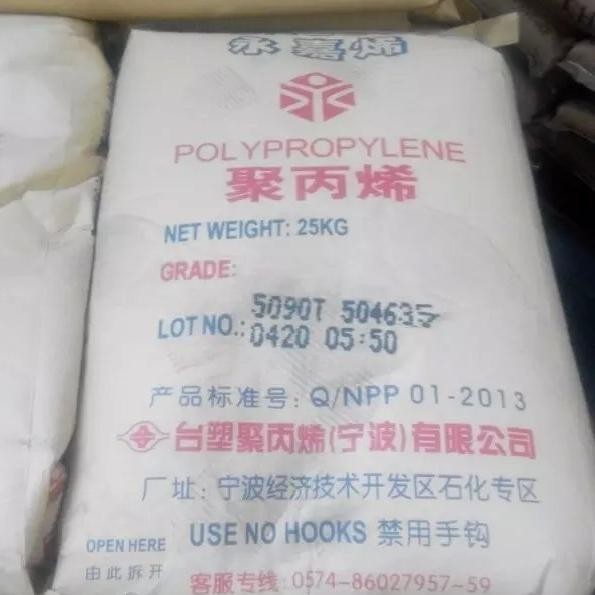 永嘉烯
POLYPROPYLENE
聚丙烯
NET WEIGHT: 25KG
GRADE:
5090T 504635
LOT NO.:
0420 05:50
产品标准号: Q/NPP 01-2013
台塑聚丙烯(宁波)有限公司
厂址: 宁波经济技术开发区石化专区
OPEN HERE USE NO HOOKS 禁用手钩
由此拆开
客服专线: 0574-86027957-59